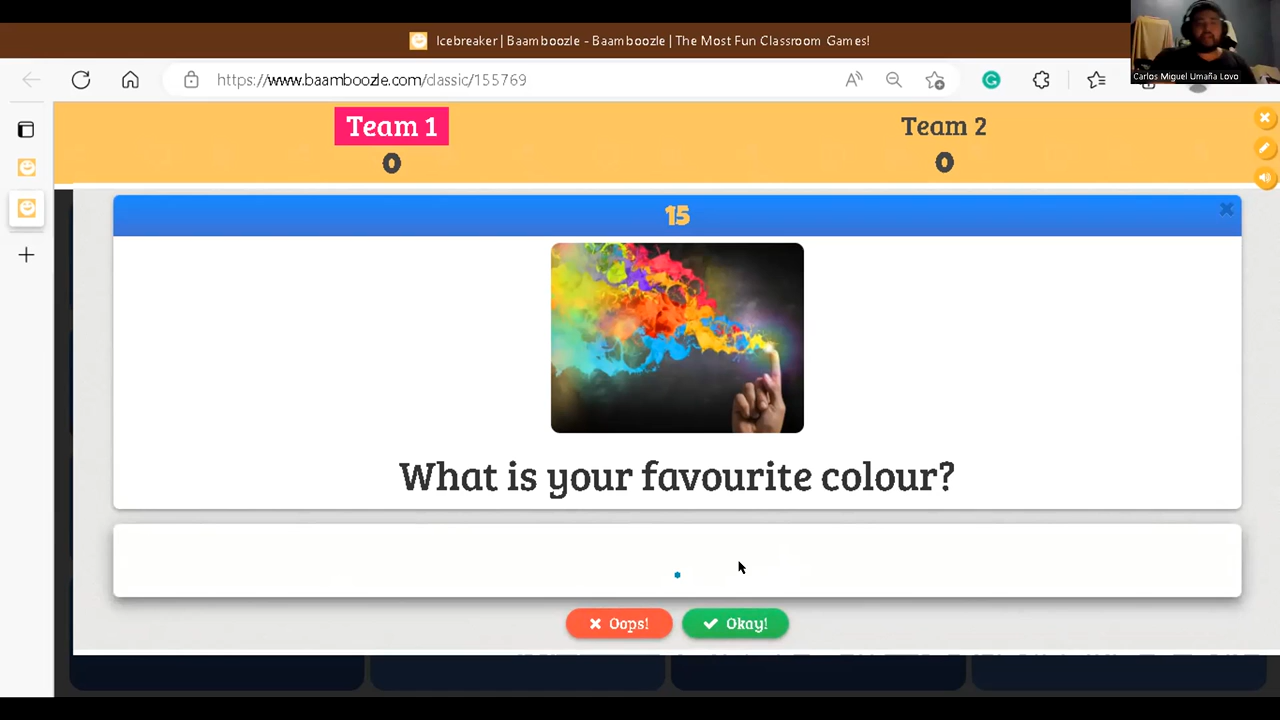 Icebreaker | Baamboozle - Baamboozle | The Most Fun Classroom Games!
Carlos Miguel Umaña Lovo
https://www.baamboozle.com/classic/155769
Team 1
0
Team 2
0
15
What is your favourite colour?
.
Oops!
Okay!